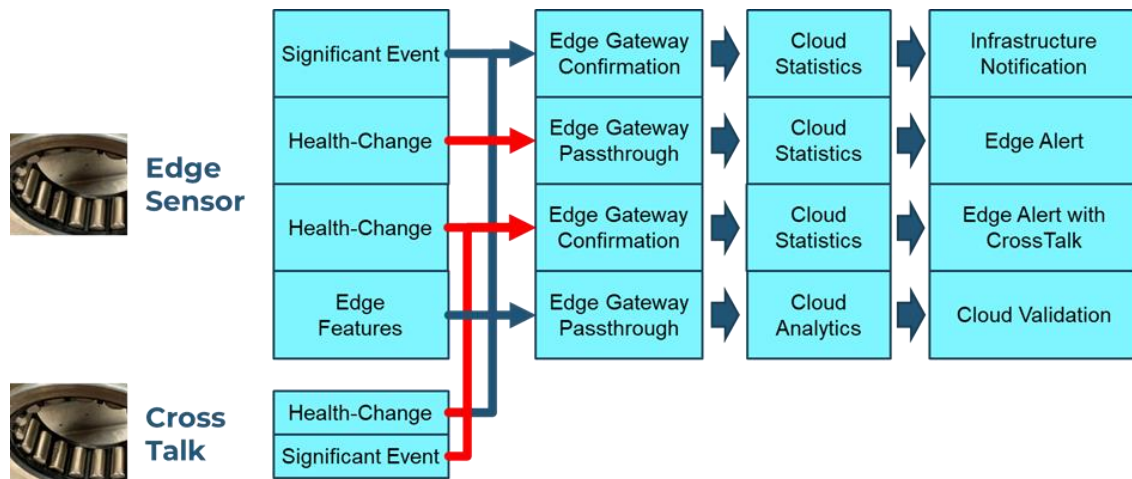 Significant Event
Edge Gateway
Confirmation
Cloud
Statistics
Infrastructure
Notification
Health-Change
Edge Gateway
Passthrough
Cloud
Statistics
Edge Alert
Edge
Sensor
Health-Change
Edge Gateway
Confirmation
Cloud
Statistics
Edge Alert with
CrossTalk
Edge
Features
Edge Gateway
Passthrough
Cloud
Analytics
Cloud Validation
Cross
Talk
Health-Change
Significant Event